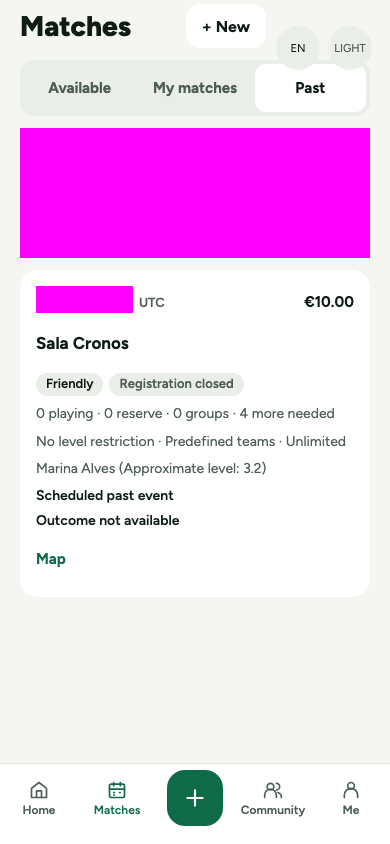 Matches
+ New
EN
LIGHT
Available
My matches
Past
UTC
€10.00
Sala Cronos
Friendly
Registration closed
0 playing · 0 reserve · 0 groups · 4 more needed
No level restriction · Predefined teams · Unlimited
Marina Alves (Approximate level: 3.2)
Scheduled past event
Outcome not available
Map
Home
Matches
Community
Me